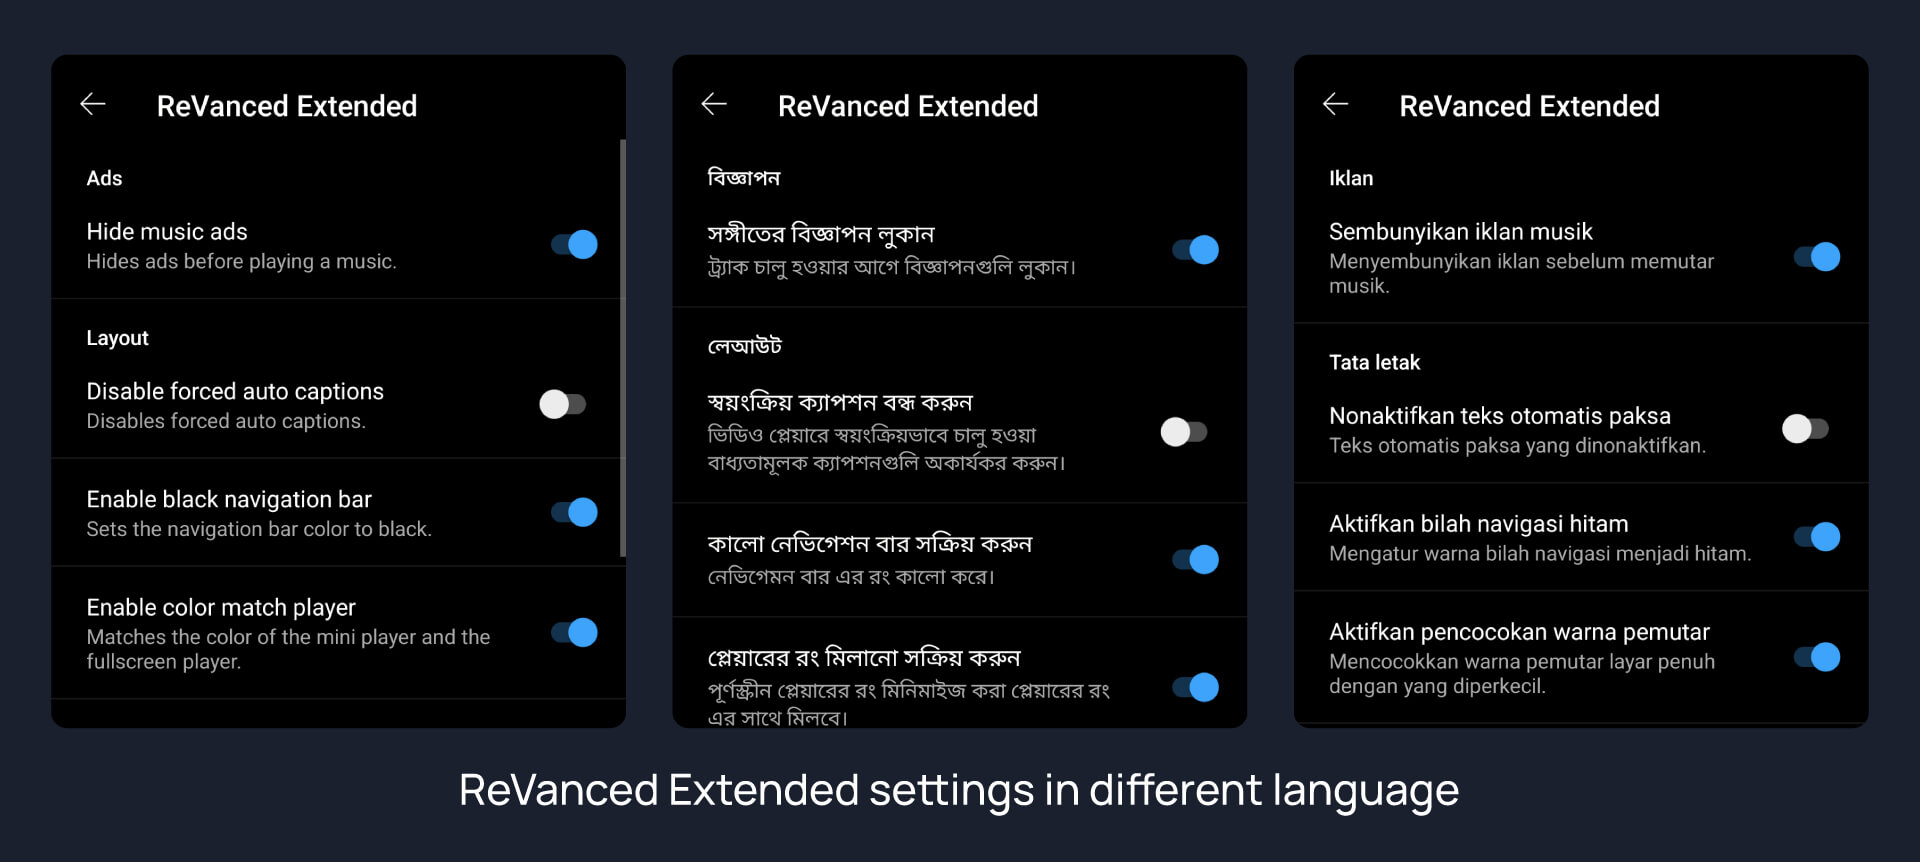 ReVanced Extended
Ads
Hide music ads
Hides ads before playing a music.
Layout
Disable forced auto captions
Disables forced auto captions.
Enable black navigation bar
Sets the navigation bar color to black.
Enable color match player
Matches the color of the mini player and the
fullscreen player.
ReVanced Extended
বিজ্ঞাপন
সঙ্গীতের বিজ্ঞাপন লুকান
ট্র্যাক চালু হওয়ার আগে বিজ্ঞাপনগুলি লুকান।
লেআউট
স্বয়ংক্রিয় ক্যাপশন বন্ধ করুন
ভিডিও প্লেয়ারে স্বয়ংক্রিয়ভাবে চালু হওয়া
বাধ্যতামূলক ক্যাপশনগুলি অকার্যকর করুন।
কালো নেভিগেশন বার সক্রিয় করুন
নেভিগেমন বার এর রং কালো করে।
প্লেয়ারের রং মিলানো সক্রিয় করুন
পূর্ণস্ক্রীন প্লেয়ারের রং মিনিমাইজ করা প্লেয়ারের রং
এর সাথে মিলবে।
ReVanced Extended
Iklan
Sembunyikan iklan musik
Menyembunyikan iklan sebelum memutar
musik.
Tata letak
Nonaktifkan teks otomatis paksa
Teks otomatis paksa yang dinonaktifkan.
Aktifkan bilah navigasi hitam
Mengatur warna bilah navigasi menjadi hitam.
Aktifkan pencocokan warna pemutar
Mencocokkan warna pemutar layar penuh
dengan yang diperkecil.
ReVanced Extended settings in different language